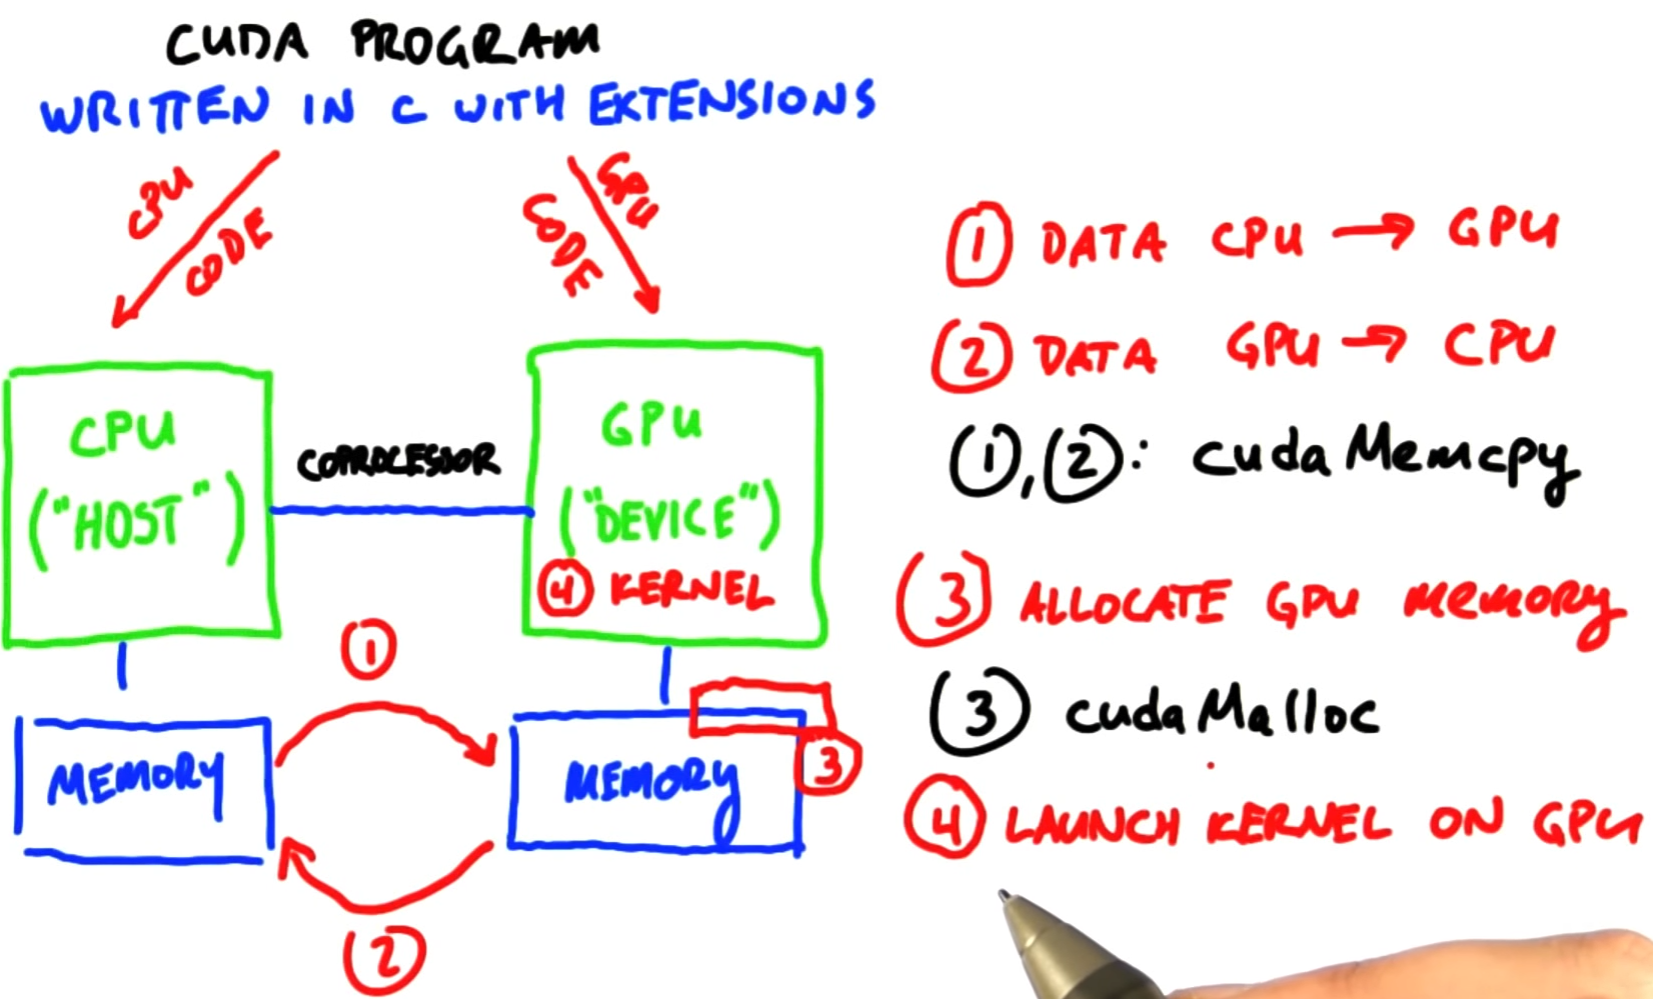 CUDA PROGRAM
WRITTEN IN C WITH EXTENSIONS
CPU
CODE
GPU
CODE
CPU
("HOST")
COPROCESSOR
GPU
("DEVICE")
4 KERNEL
1
MEMORY
MEMORY
3
2
1 DATA CPU → GPU
2 DATA GPU → CPU
1,2: cudaMemcpy
3 ALLOCATE GPU MEMORY
3 cudaMalloc
4 LAUNCH KERNEL ON GPU